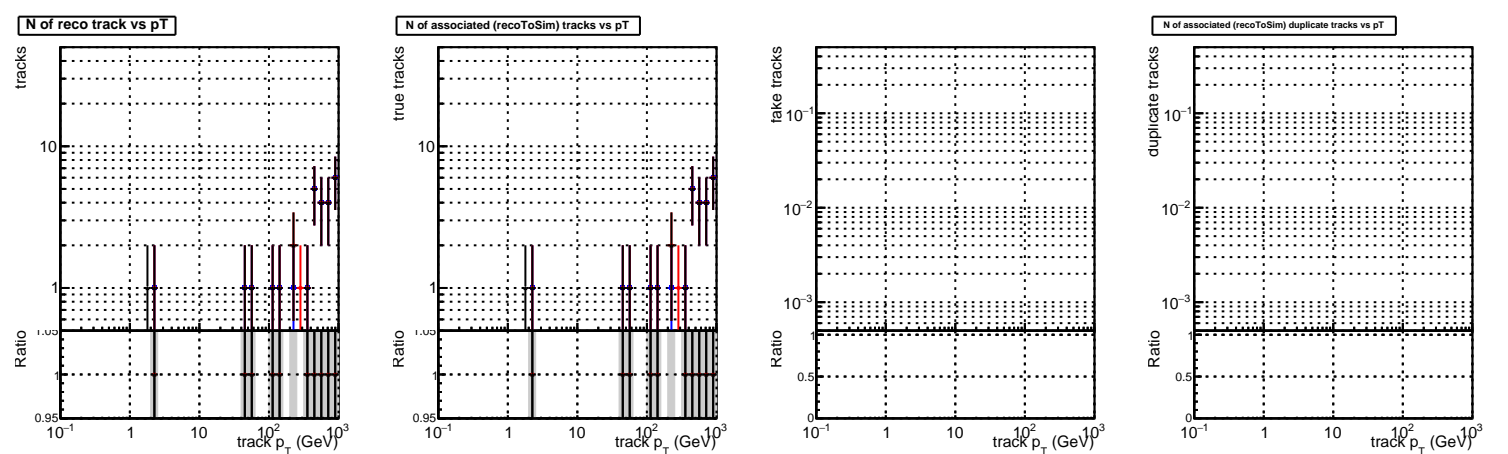 N of reco track vs pT
tracks
10
1
1.05
Ratio
1
0.95
10⁻¹ 1 10 10² 10³
track p_T (GeV)
N of associated (recoToSim) tracks vs pT
true tracks
10
1
1.05
Ratio
1
0.95
10⁻¹ 1 10 10² 10³
track p_T (GeV)
fake tracks
10⁻¹
10⁻²
10⁻³
Ratio
1
0.5
0
10⁻¹ 1 10 10² 10³
track p_T (GeV)
N of associated (recoToSim) duplicate tracks vs pT
duplicate tracks
10⁻¹
10⁻²
10⁻³
Ratio
1
0.5
0
10⁻¹ 1 10 10² 10³
track p_T (GeV)